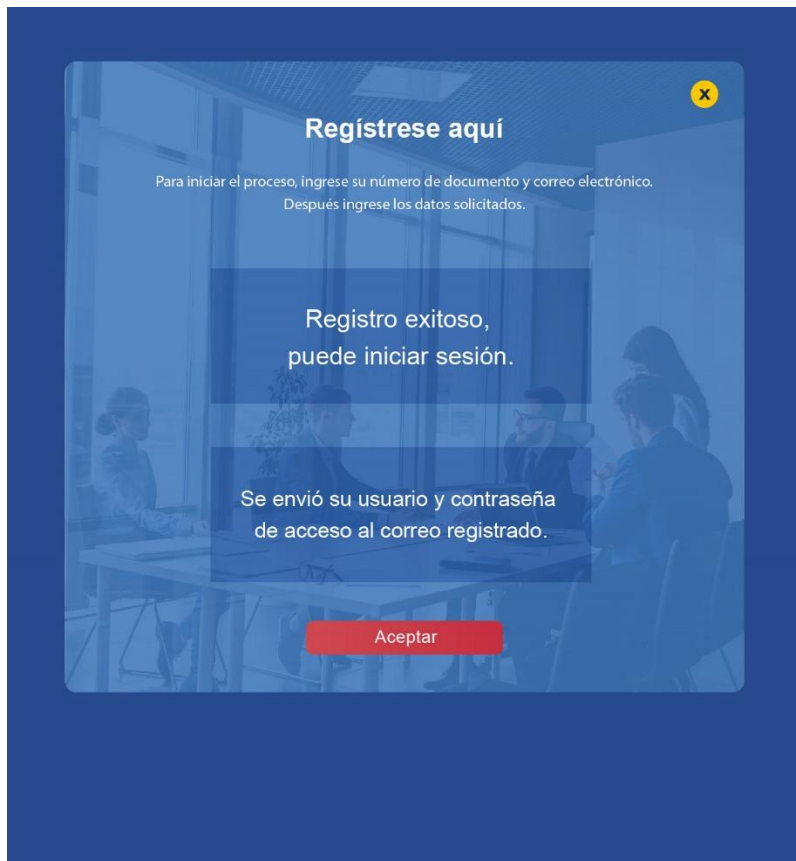 X
Regístrese aquí
Para iniciar el proceso, ingrese su número de documento y correo electrónico.
Después ingrese los datos solicitados.
Registro exitoso,
puede iniciar sesión.
Se envió su usuario y contraseña
de acceso al correo registrado.
Aceptar